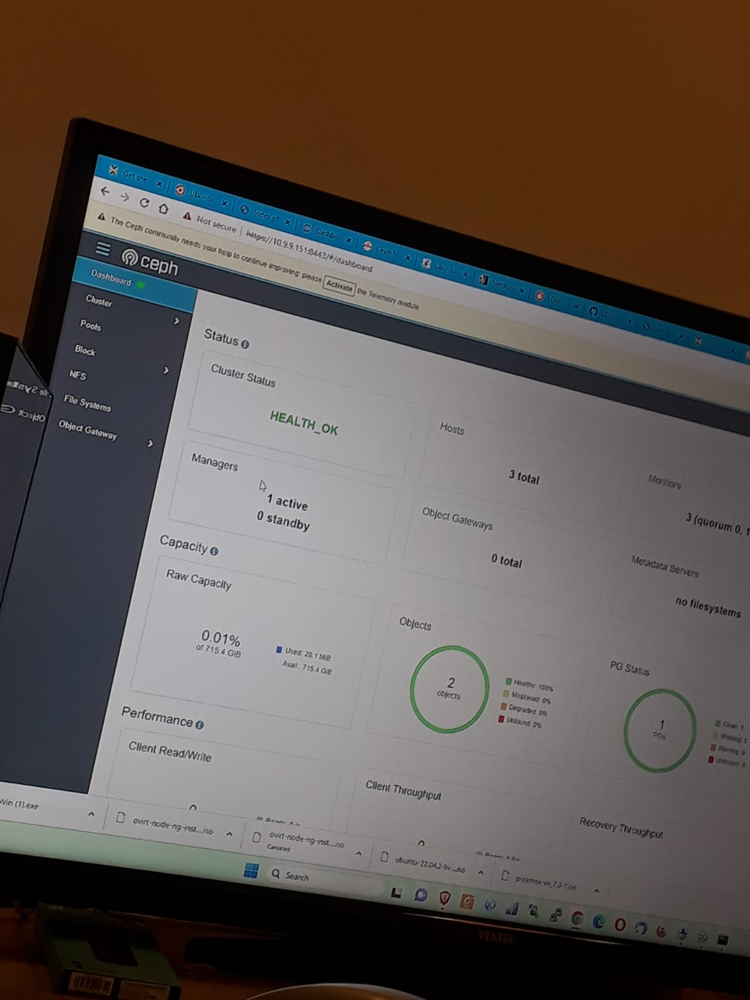 Get the
Ubuntu
Index of
Dashbo
Ceph
Ubuntu
Not secure | https://10.9.9.151:8443/#/dashboard
The Ceph community needs your help to continue improving: please Activate the Telemetry module
ceph
Dashboard
Cluster
Pools
Block
NFS
File Systems
Object Gateway
Status
Cluster Status
HEALTH_OK
Hosts
3 total
Monitors
3 (quorum 0, 1
Managers
1 active
0 standby
Object Gateways
0 total
Metadata Servers
no filesystems
Capacity
Raw Capacity
0.01%
of 715.4 GiB
Used: 28.1 MiB
Avail.: 715.4 GiB
Objects
2
objects
Healthy: 100%
Misplaced: 0%
Degraded: 0%
Unfound: 0%
PG Status
1
PGs
Clean: 1
Working: 0
Warning: 0
Unknown: 0
Performance
Client Read/Write
Client Throughput
Recovery Throughput
Win (1).exe
ovirt-node-ng-inst....iso
ovirt-node-ng-inst....iso
Canceled
ubuntu-22.04.2-liv....iso
proxmox-ve_7.3-1.iso
Search
VESTEL